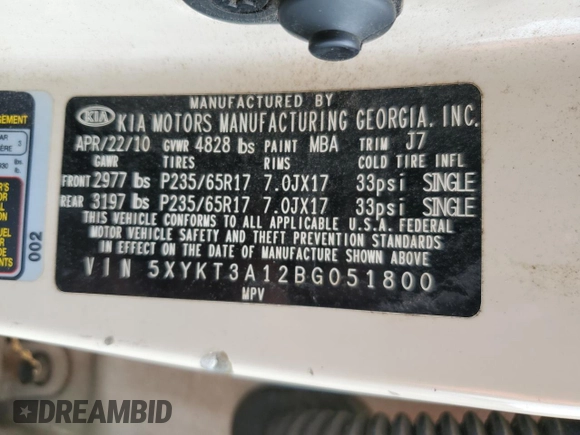 MANUFACTURED BY
KIA KIA MOTORS MANUFACTURING GEORGIA. INC.
APR/22/10 GVWR 4828 lbs PAINT MBA TRIM J7
GAWR TIRES RIMS COLD TIRE INFL
FRONT 2977 lbs P235/65R17 7.0JX17 33psi SINGLE
REAR 3197 lbs P235/65R17 7.0JX17 33psi SINGLE
THIS VEHICLE CONFORMS TO ALL APPLICABLE U.S.A. FEDERAL
MOTOR VEHICLE SAFETY AND THEFT PREVENTION STANDARDS
IN EFFECT ON THE DATE OF MANUFACTURE SHOWN ABOVE
VIN 5XYKT3A12BG051800
MPV
002
DREAMBID